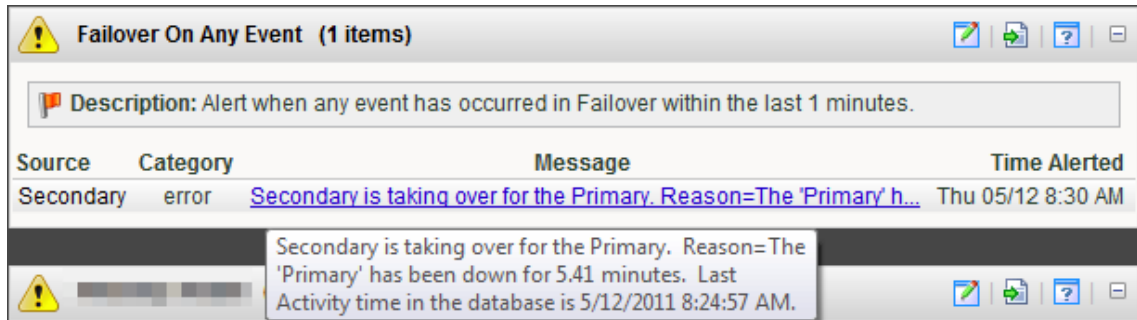 Failover On Any Event (1 items)
Description: Alert when any event has occurred in Failover within the last 1 minutes.
Source Category Message Time Alerted
Secondary error Secondary is taking over for the Primary. Reason=The 'Primary' h... Thu 05/12 8:30 AM
Secondary is taking over for the Primary. Reason=The
'Primary' has been down for 5.41 minutes. Last
Activity time in the database is 5/12/2011 8:24:57 AM.